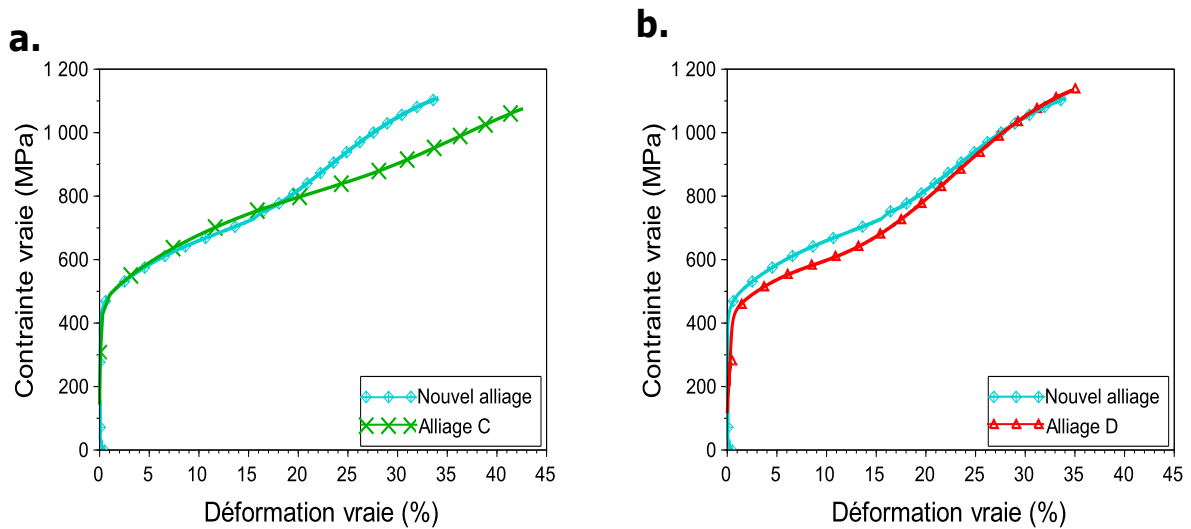 a.
1 200
1 000
800
600
400
200
0
Contrainte vraie (MPa)
Nouvel alliage
Alliage C
0 5 10 15 20 25 30 35 40 45
Déformation vraie (%)
b.
1 200
1 000
800
600
400
200
0
Contrainte vraie (MPa)
Nouvel alliage
Alliage D
0 5 10 15 20 25 30 35 40 45
Déformation vraie (%)